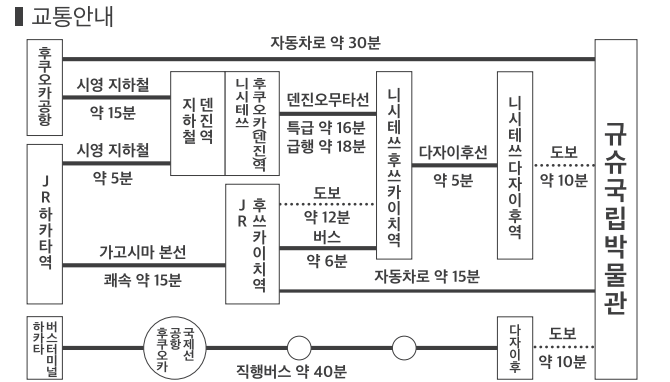 교통안내
자동차로 약 30분
후쿠오카공항
시영 지하철
약 15분
지하철
덴진역
니시테쓰
후쿠오카덴진역
덴진오무타선
특급 약 16분
급행 약 18분
니시테쓰후쓰카이치역
다자이후선
약 5분
니시테쓰다자이후역
도보
약 10분
규슈국립박물관
JR하카타역
시영 지하철
약 5분
가고시마 본선
쾌속 약 15분
JR
후쓰카이치역
도보
약 12분
버스
약 6분
자동차로 약 15분
하카타
버스터미널
후쿠오카
공항
국제선
직행버스 약 40분
다자이후
도보
약 10분